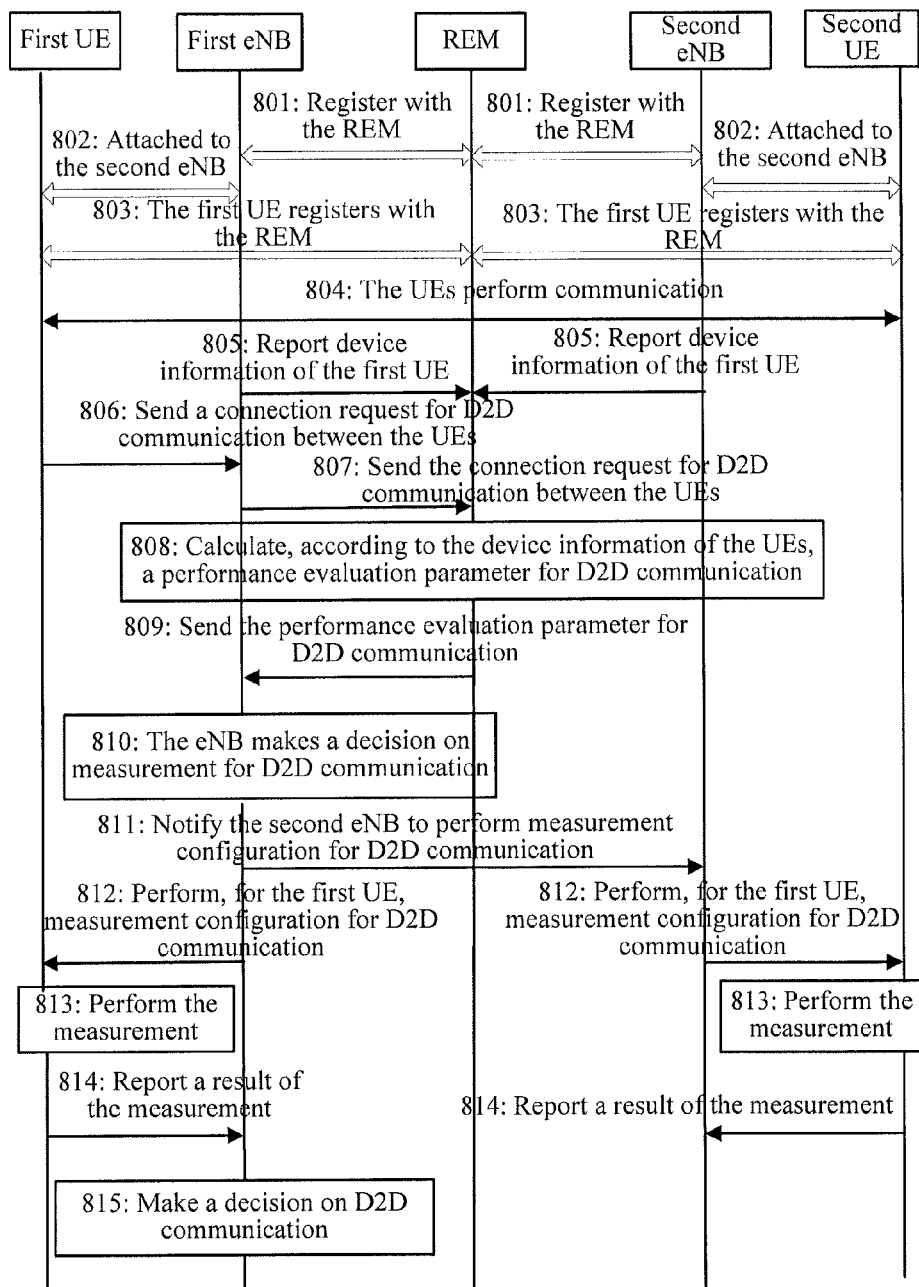 First UE
First eNB
REM
Second
eNB
Second
UE
801: Register with
the REM
801: Register with
the REM
802: Attached to
the second eNB
802: Attached to
the second eNB
803: The first UE registers with
the REM
803: The first UE registers with the
REM
804: The UEs perform communication
805: Report device
information of the first UE
805: Report device
information of the first UE
806: Send a connection request for D2D
communication between the UEs
807: Send the connection request for D2D
communication between the UEs
808: Calculate, according to the device information of the UEs,
a performance evaluation parameter for D2D communication
809: Send the performance evaluation parameter for
D2D communication
810: The eNB makes a decision on
measurement for D2D communication
811: Notify the second eNB to perform measurement
configuration for D2D communication
812: Perform, for the first UE,
measurement configuration for D2D
communication
812: Perform, for the first UE,
measurement configuration for D2D
communication
813: Perform the
measurement
813: Perform the
measurement
814: Report a result of
the measurement
814: Report a result of the measurement
815: Make a decision on D2D
communication